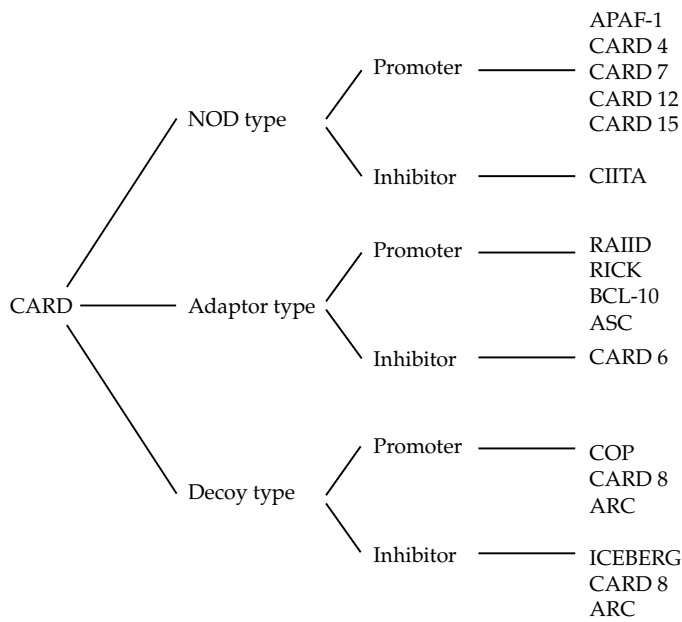 APAF-1
CARD 4
Promoter
CARD 7
CARD 12
NOD type
CARD 15
Inhibitor
CIITA
Promoter
RAIID
RICK
BCL-10
CARD
Adaptor type
ASC
Inhibitor
CARD 6
Promoter
COP
CARD 8
Decoy type
ARC
Inhibitor
ICEBERG
CARD 8
ARC